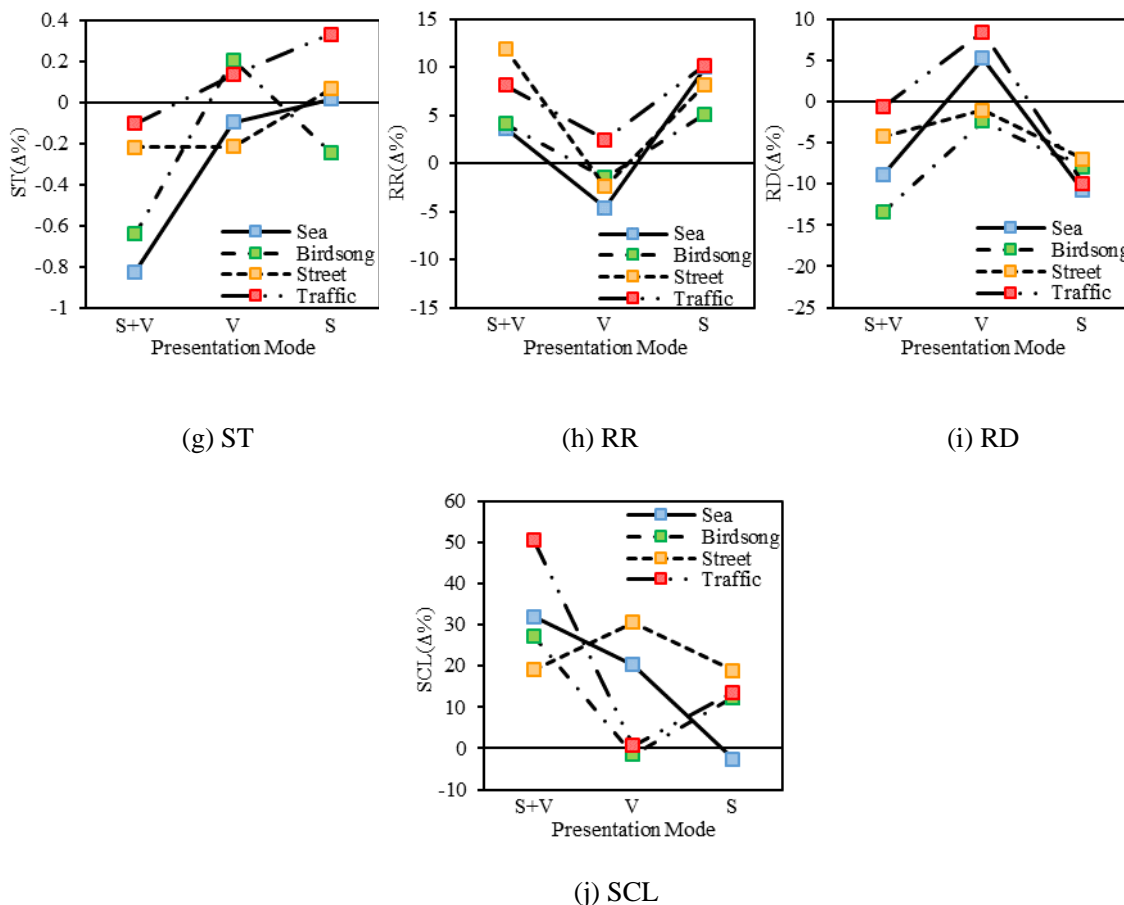 0.4
0.2
0
-0.2
-0.4
-0.6
-0.8
-1
ST(Δ%)
Sea
Birdsong
Street
Traffic
S+V V S
Presentation Mode
15
10
5
0
-5
-10
-15
RR(Δ%)
Sea
Birdsong
Street
Traffic
S+V V S
Presentation Mode
10
5
0
-5
-10
-15
-20
-25
RD(Δ%)
Sea
Birdsong
Street
Traffic
S+V V S
Presentation Mode
(g) ST (h) RR (i) RD
60
50
40
30
20
10
0
-10
SCL(Δ%)
Sea
Birdsong
Street
Traffic
S+V V S
Presentation Mode
(j) SCL